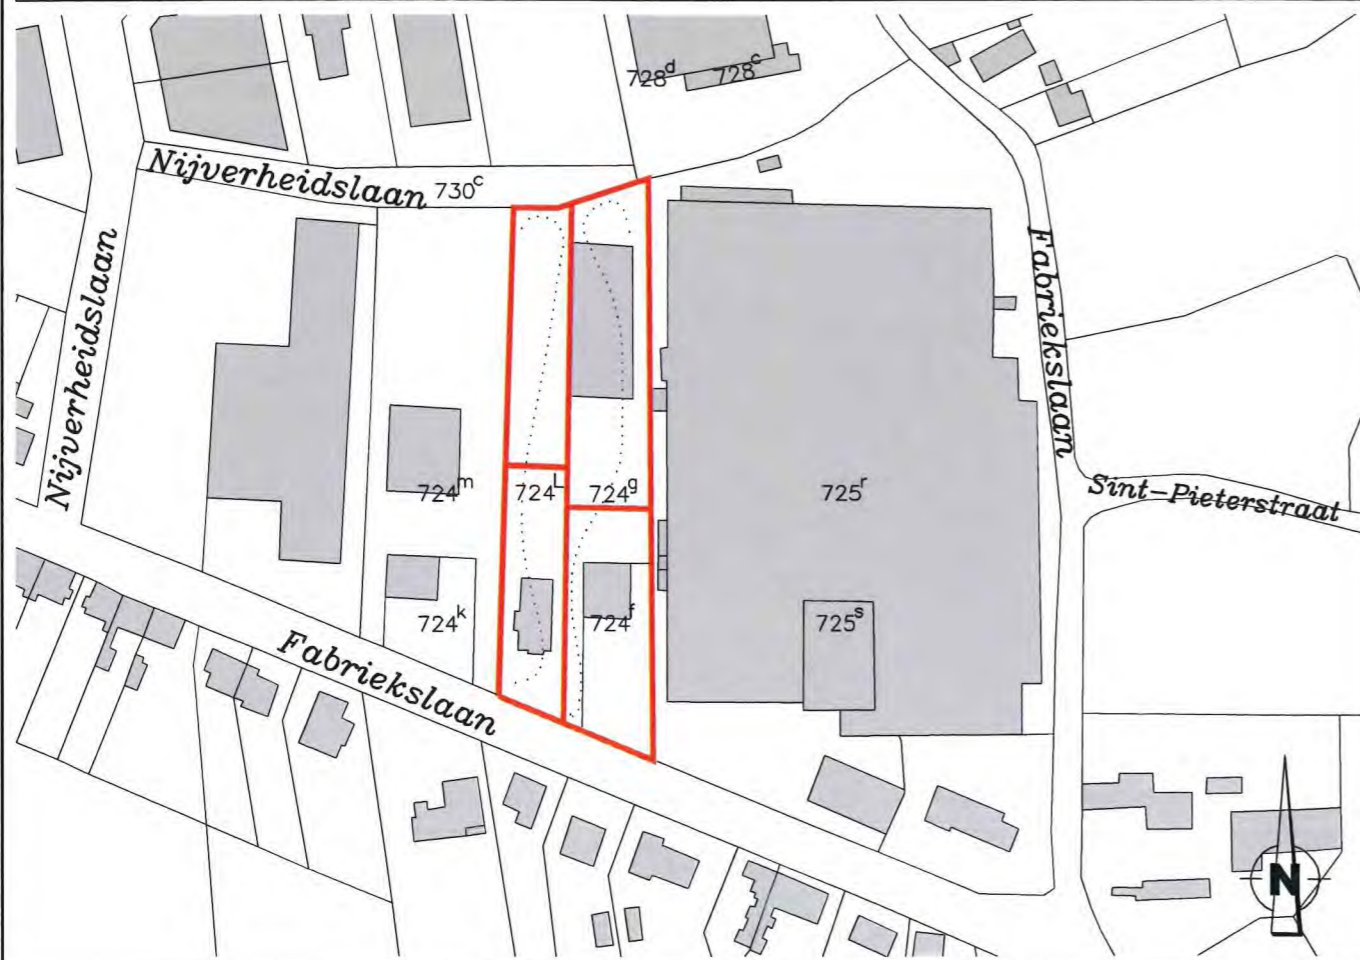 728d
728c
Nijverheidslaan
730c
Nijverheidslaan
Fabriekslaan
724m
724L
724g
725r
Sint-Pieterstraat
724k
724f
725s
Fabriekslaan
N